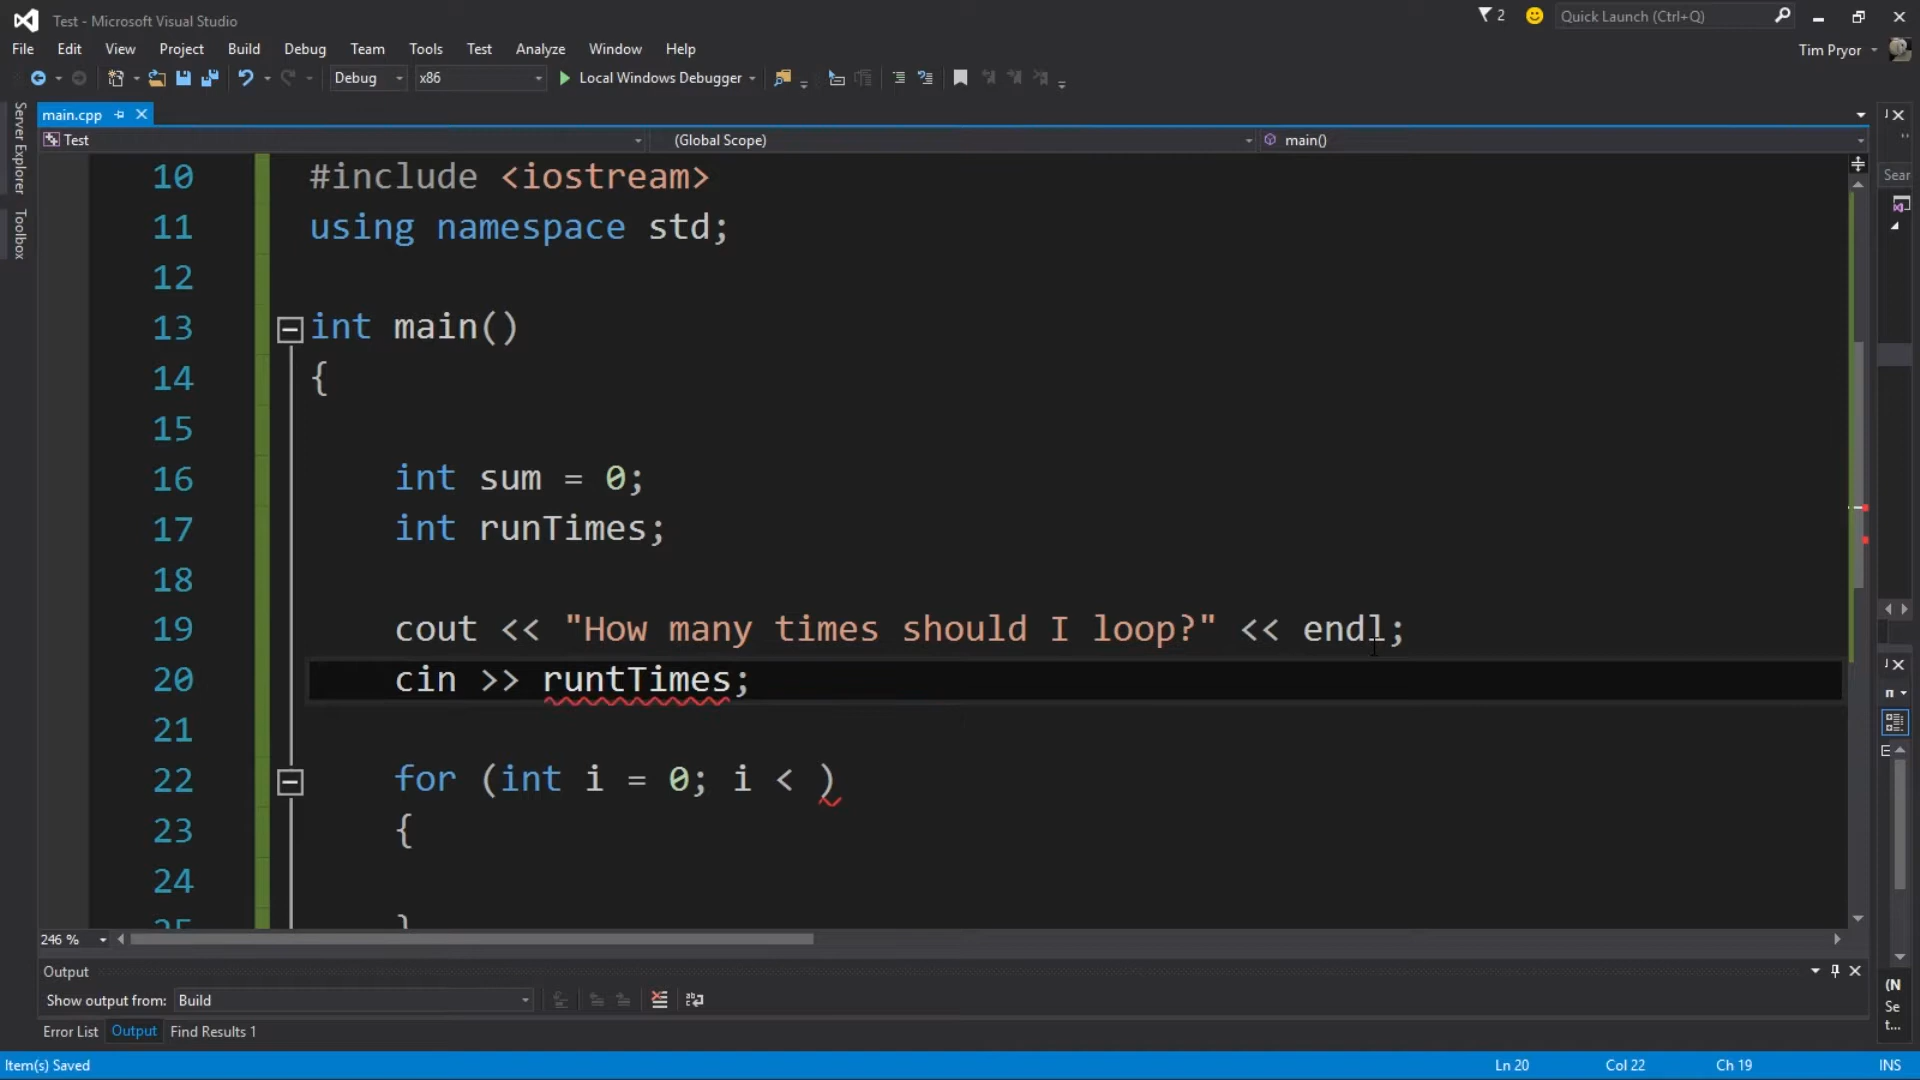 Test - Microsoft Visual Studio
2
Quick Launch (Ctrl+Q)
File Edit View Project Build Debug Team Tools Test Analyze Window Help
Tim Pryor
Debug x86 Local Windows Debugger
Server Explorer
Toolbox
main.cpp
Test (Global Scope) main()
Sear
10 #include <iostream>
11 using namespace std;
12
13 int main()
14 {
15
16 int sum = 0;
17 int runTimes;
18
19 cout << "How many times should I loop?" << endl;
20 cin >> runtTimes;
21
22 for (int i = 0; i < )
23 {
24
25 }
246 %
Output
Show output from: Build
Error List Output Find Results 1
(N
Se
t...
Item(s) Saved Ln 20 Col 22 Ch 19 INS